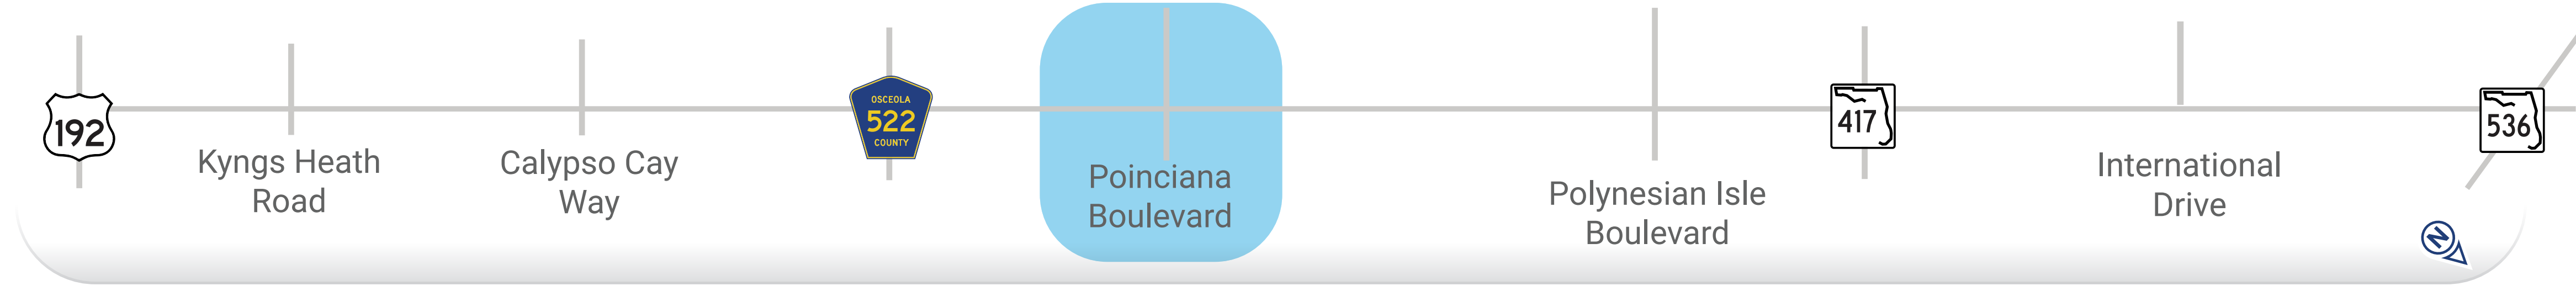 192
Kyngs Heath
Road
Calypso Cay
Way
OSCEOLA
522
COUNTY
Poinciana
Boulevard
Polynesian Isle
Boulevard
417
International
Drive
536
N